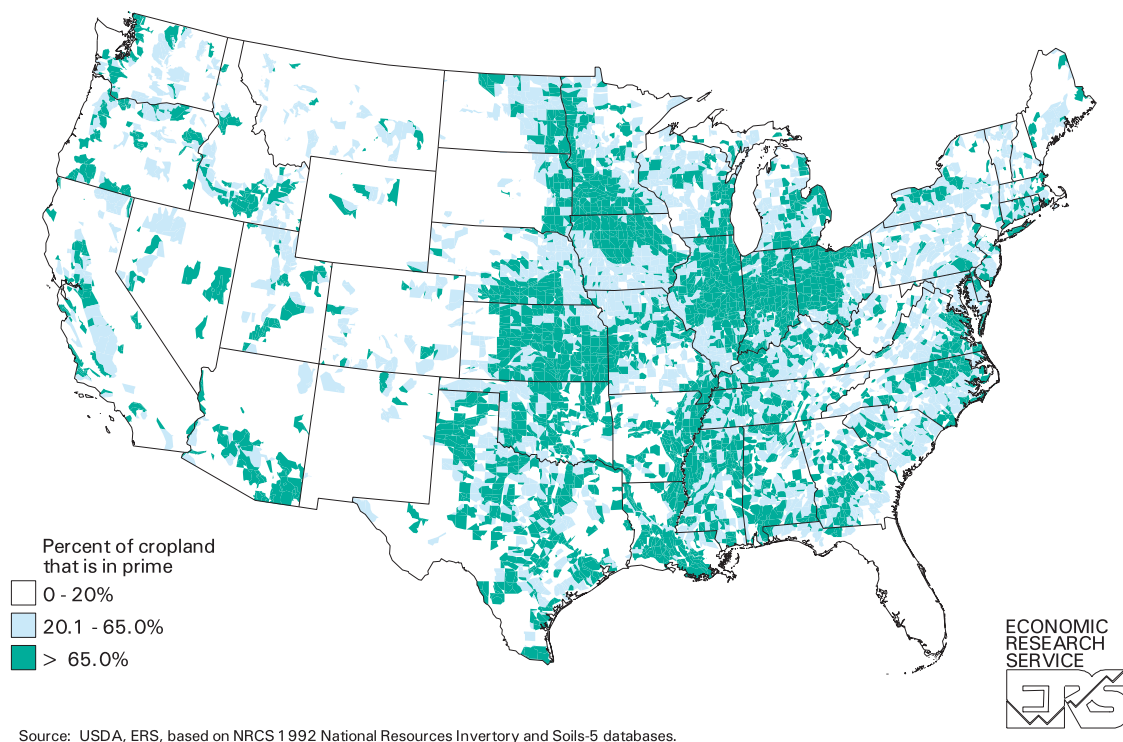 Percent of cropland
that is in prime
0 - 20%
20.1 - 65.0%
> 65.0%
ECONOMIC
RESEARCH
SERVICE
ERS
Source: USDA, ERS, based on NRCS 1992 National Resources Invertory and Soils-5 databases.